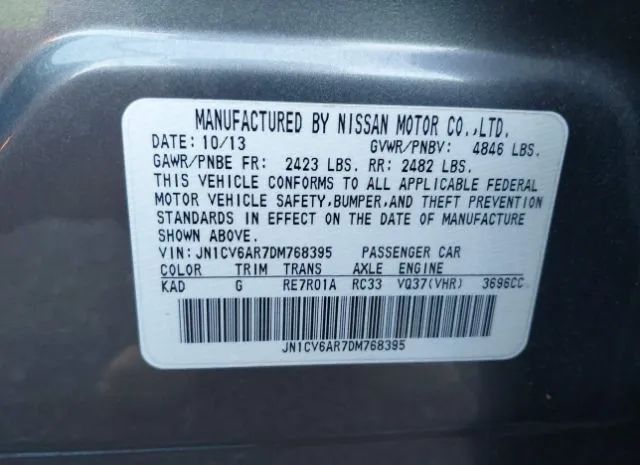 MANUFACTURED BY NISSAN MOTOR CO.,LTD.
DATE: 10/13 GVWR/PNBV: 4846 LBS.
GAWR/PNBE FR: 2423 LBS. RR: 2482 LBS.
THIS VEHICLE CONFORMS TO ALL APPLICABLE FEDERAL
MOTOR VEHICLE SAFETY,BUMPER,AND THEFT PREVENTION
STANDARDS IN EFFECT ON THE DATE OF MANUFACTURE
SHOWN ABOVE.
VIN: JN1CV6AR7DM768395 PASSENGER CAR
COLOR TRIM TRANS AXLE ENGINE
KAD G RE7R01A RC33 VQ37(VHR) 3696CC
JN1CV6AR7DM768395